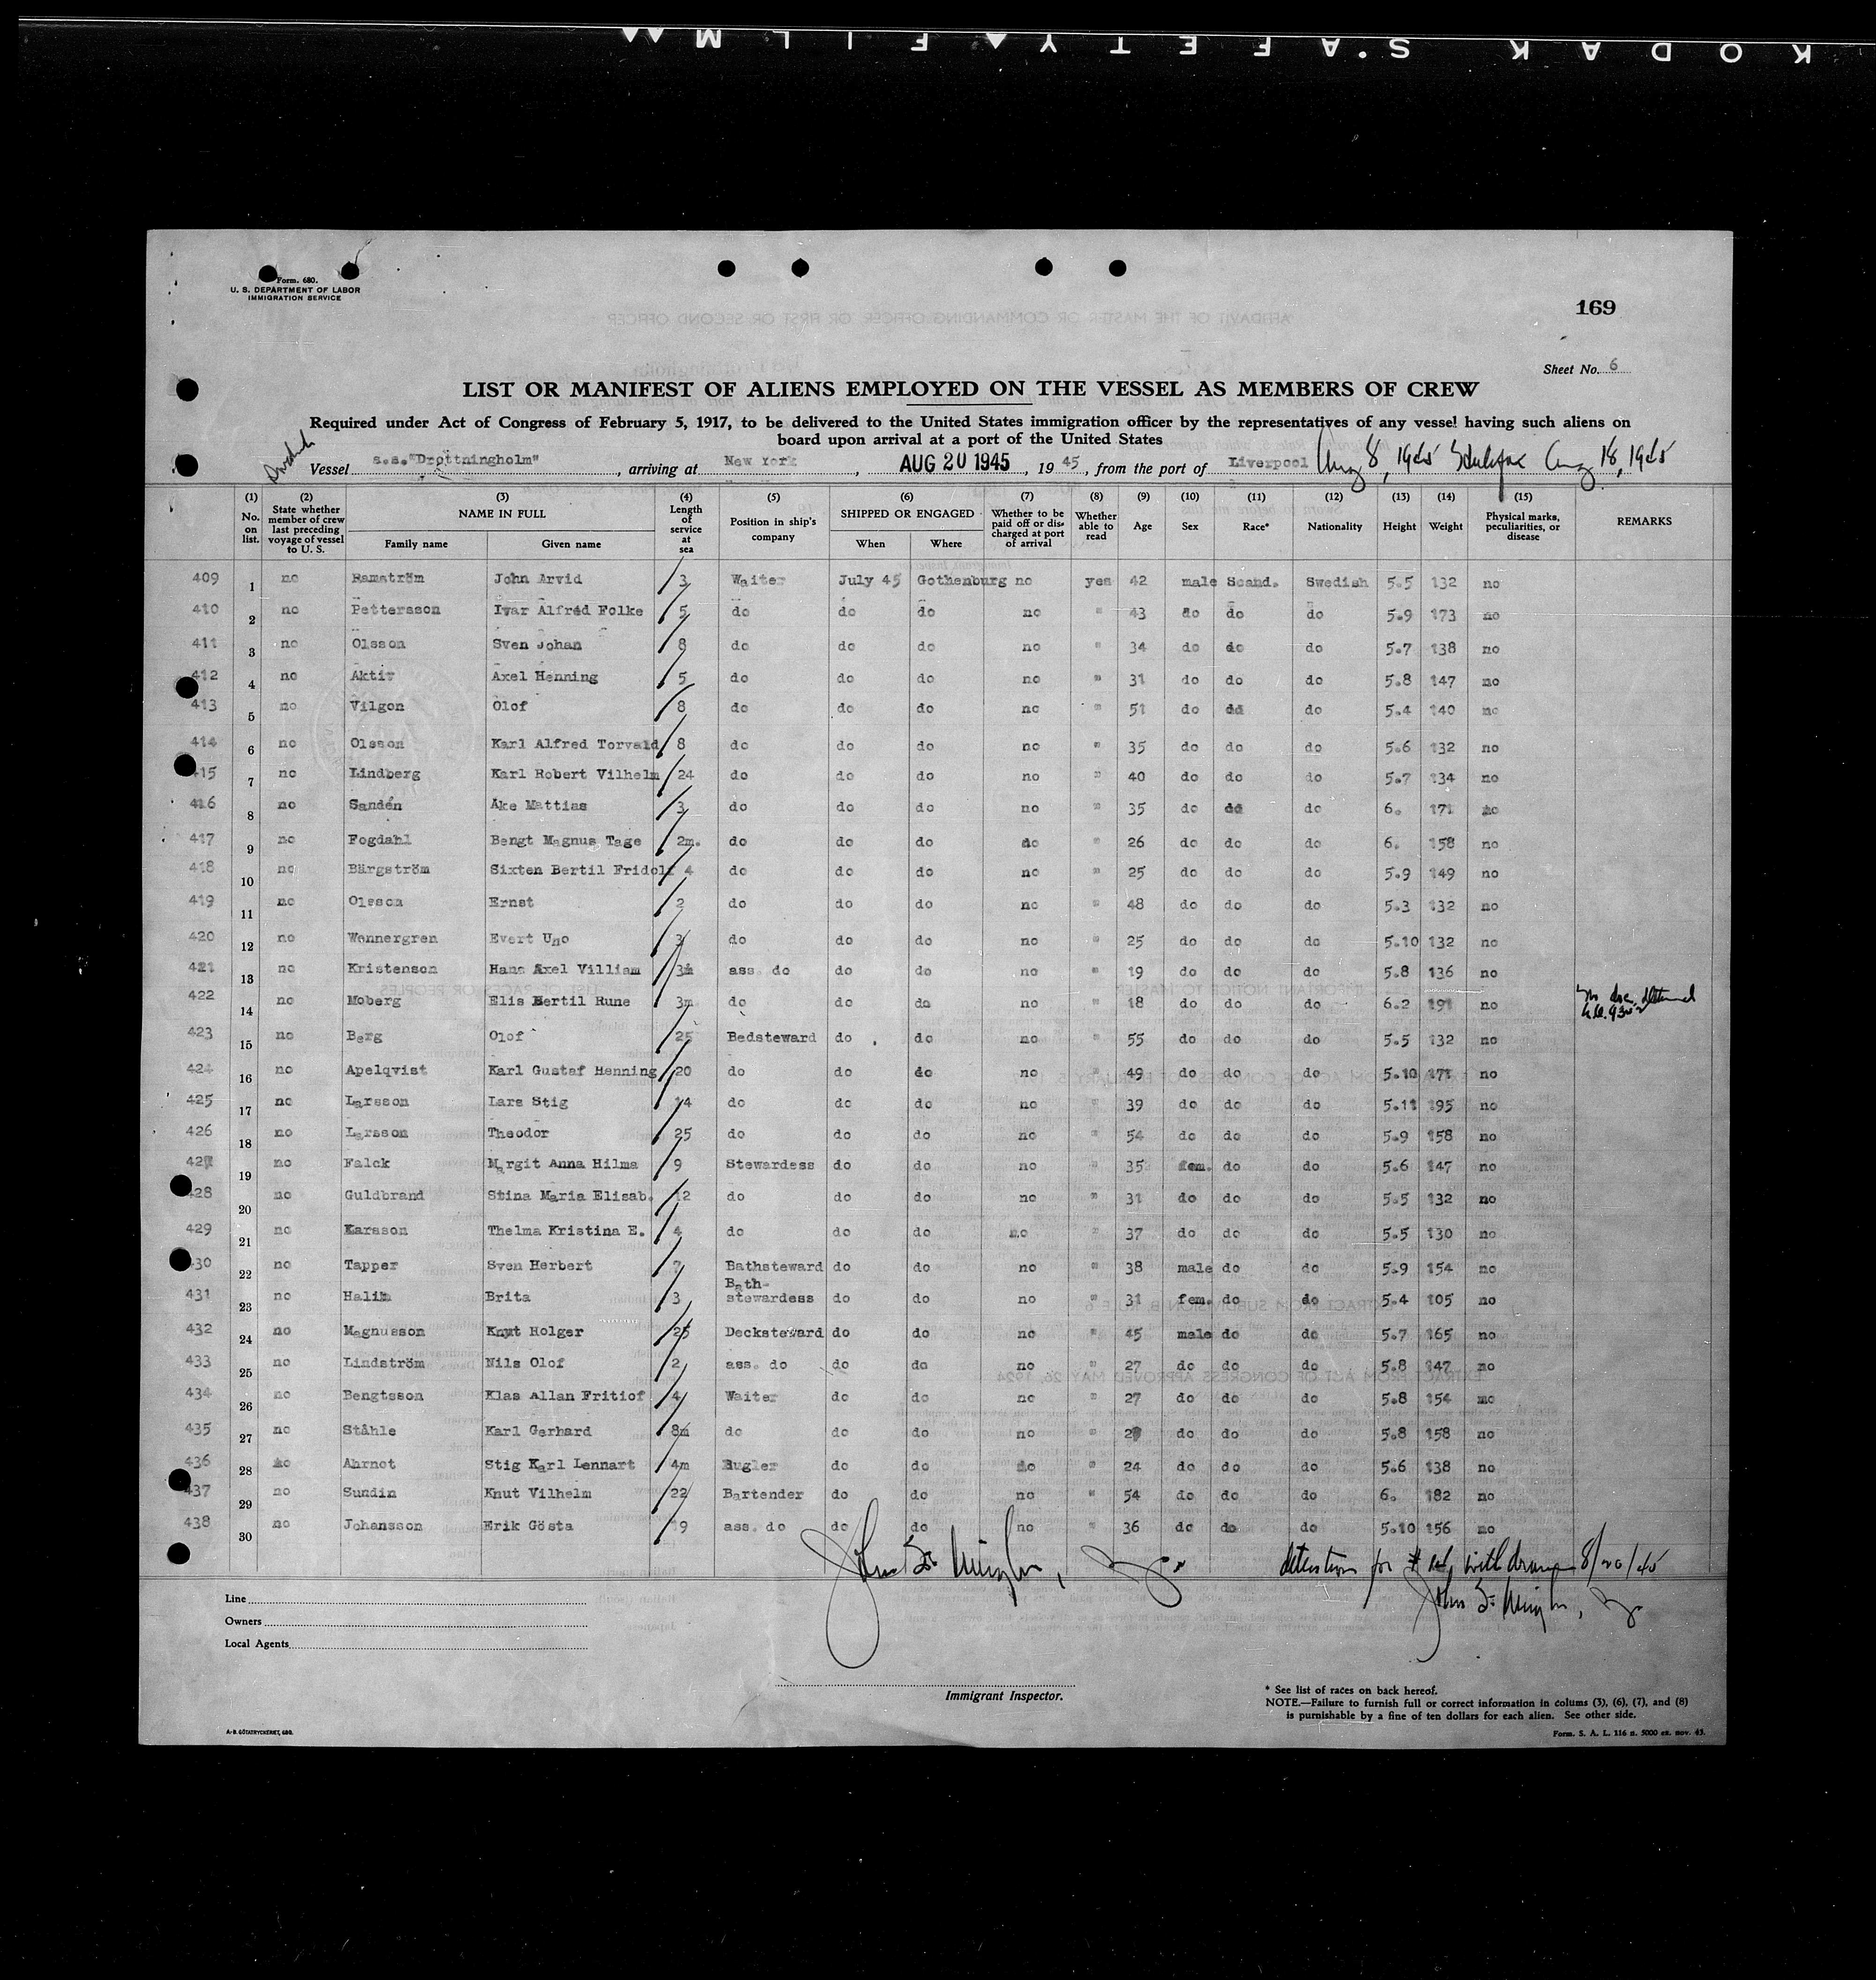 KODAK SAFETY FILM
Form. 680.
U. S. DEPARTMENT OF LABOR
IMMIGRATION SERVICE
169
Sheet No. 6
LIST OR MANIFEST OF ALIENS EMPLOYED ON THE VESSEL AS MEMBERS OF CREW
Required under Act of Congress of February 5, 1917, to be delivered to the United States immigration officer by the representatives of any vessel having such aliens on
board upon arrival at a port of the United States
Swedish
Vessel s.s."Drottningholm", arriving at New York, AUG 20 1945, 19 45, from the port of Liverpool Aug 8, 1945 Halifax Aug 18, 1945
(1) No. on list. (2) State whether member of crew last preceding voyage of vessel to U. S. (3) NAME IN FULL Family name Given name (4) Length of service at sea (5) Position in ship's company (6) SHIPPED OR ENGAGED When Where (7) Whether to be paid off or discharged at port of arrival (8) Whether able to read (9) Age (10) Sex (11) Race* (12) Nationality (13) Height (14) Weight (15) Physical marks, peculiarities, or disease REMARKS
409 1 no Ramström John Arvid 3 Waiter July 45 Gothenburg no yes 42 male Scand. Swedish 5.5 132 no
410 2 no Pettersson Ivar Alfréd Folke 5 do do do no " 43 do do do 5.9 173 no
411 3 no Olsson Sven Johan 8 do do do no " 34 do do do 5.7 138 no
412 4 no Aktiv Axel Henning 5 do do do no " 31 do do do 5.8 147 no
413 5 no Vilgon Olof 8 do do do no " 51 do do do 5.4 140 no
414 6 no Olsson Karl Alfred Torvald 8 do do do no " 35 do do do 5.6 132 no
415 7 no Lindberg Karl Robert Vilhelm 24 do do do no " 40 do do do 5.7 134 no
416 8 no Sandén Åke Mattias 3 do do do no " 35 do do do 6. 171 no
417 9 no Fogdahl Bengt Magnus Tage 2m. do do do do " 26 do do do 6. 158 no
418 10 no Bärgström Sixten Bertil Fridolf 4 do do do no " 25 do do do 5.9 149 no
419 11 no Olsson Ernst 2 do do do no " 48 do do do 5.3 132 no
420 12 no Wennergren Evert Uno 3 do do do no " 25 do do do 5.10 132 no
421 13 no Kristenson Hans Axel Villiam 3m ass. do do do no " 19 do do do 5.8 136 no
422 14 no Moberg Elis Bertil Rune 3m do do do no " 18 do do do 6.2 191 no
423 15 no Berg Olof 25 Bedsteward do do no " 55 do do do 5.5 132 no
424 16 no Apelqvist Karl Gustaf Henning 20 do do do no " 49 do do do 5.10 171 no
425 17 no Larsson Lars Stig 14 do do do no " 39 do do do 5.11 195 no
426 18 no Larsson Theodor 25 do do do no " 54 do do do 5.9 158 no
427 19 no Falck Margit Anna Hilma 9 Stewardess do do no " 35 fem. do do 5.6 147 no
428 20 no Guldbrand Stina Maria Elisab. 12 do do do no " 31 do do do 5.5 132 no
429 21 no Karsson Thelma Kristina E. 4 do do do no " 37 do do do 5.5 130 no
430 22 no Tapper Sven Herbert 7 Bathsteward do do no " 38 male do do 5.9 154 no
431 23 no Halim Brita 3 Bath-stewardess do do no " 31 fem. do do 5.4 105 no
432 24 no Magnusson Knut Holger 25 Decksteward do do no " 45 male do do 5.7 165 no
433 25 no Lindström Nils Olof 2 ass. do do do no " 27 do do do 5.8 147 no
434 26 no Bengtsson Klas Allan Fritiof 4 Waiter do do no " 27 do do do 5.8 154 no
435 27 no Ståhle Karl Gerhard 8m do do do no " do do do 5.8 158 no
436 28 no Ahrnot Stig Karl Lennart 4m Bugler do do do " 24 do do do 5.6 138 no
437 29 no Sundin Knut Vilhelm 22 Bartender do do no " 54 do do do 6. 182 no
438 30 no Johansson Erik Gösta 19 ass. do do do no " 36 do do do 5.10 156 no
detention for # 14 withdrawn 8/20/45
Line
Owners
Local Agents
Immigrant Inspector.
* See list of races on back hereof.
NOTE.—Failure to furnish full or correct information in colums (3), (6), (7), and (8)
is purnishable by a fine of ten dollars for each alien. See other side.
A.-B. GÖTATRYCKERIET, GBG.
Form. S. A. L. 116 n. 5000 ex. nov. 43.